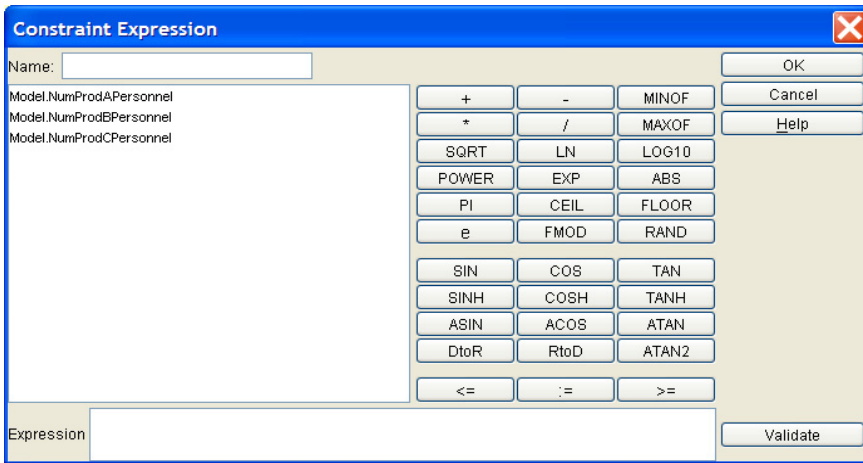 Constraint Expression
Name:
OK
Model.NumProdAPersonnel
Model.NumProdBPersonnel
Model.NumProdCPersonnel
+ - MINOF
* / MAXOF
SQRT LN LOG10
POWER EXP ABS
PI CEIL FLOOR
e FMOD RAND
SIN COS TAN
SINH COSH TANH
ASIN ACOS ATAN
DtoR RtoD ATAN2
<= := >=
Cancel
Help
Expression
Validate